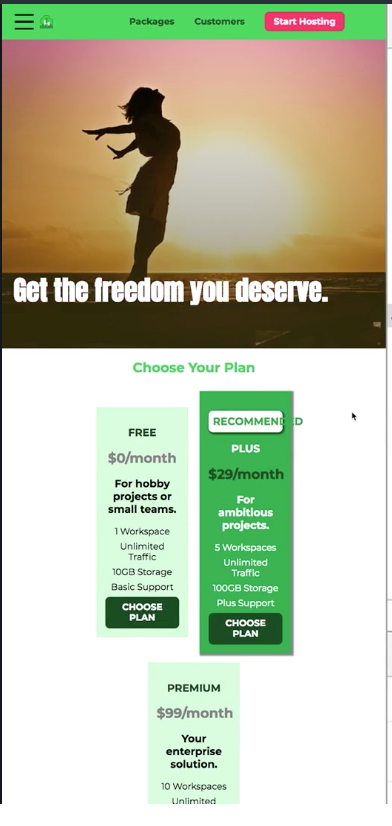 Packages Customers Start Hosting
Get the freedom you deserve.
Choose Your Plan
FREE
$0/month
For hobby
projects or
small teams.
1 Workspace
Unlimited
Traffic
10GB Storage
Basic Support
CHOOSE
PLAN
RECOMMENDED
PLUS
$29/month
For
ambitious
projects.
5 Workspaces
Unlimited
Traffic
100GB Storage
Plus Support
CHOOSE
PLAN
PREMIUM
$99/month
Your
enterprise
solution.
10 Workspaces
Unlimited